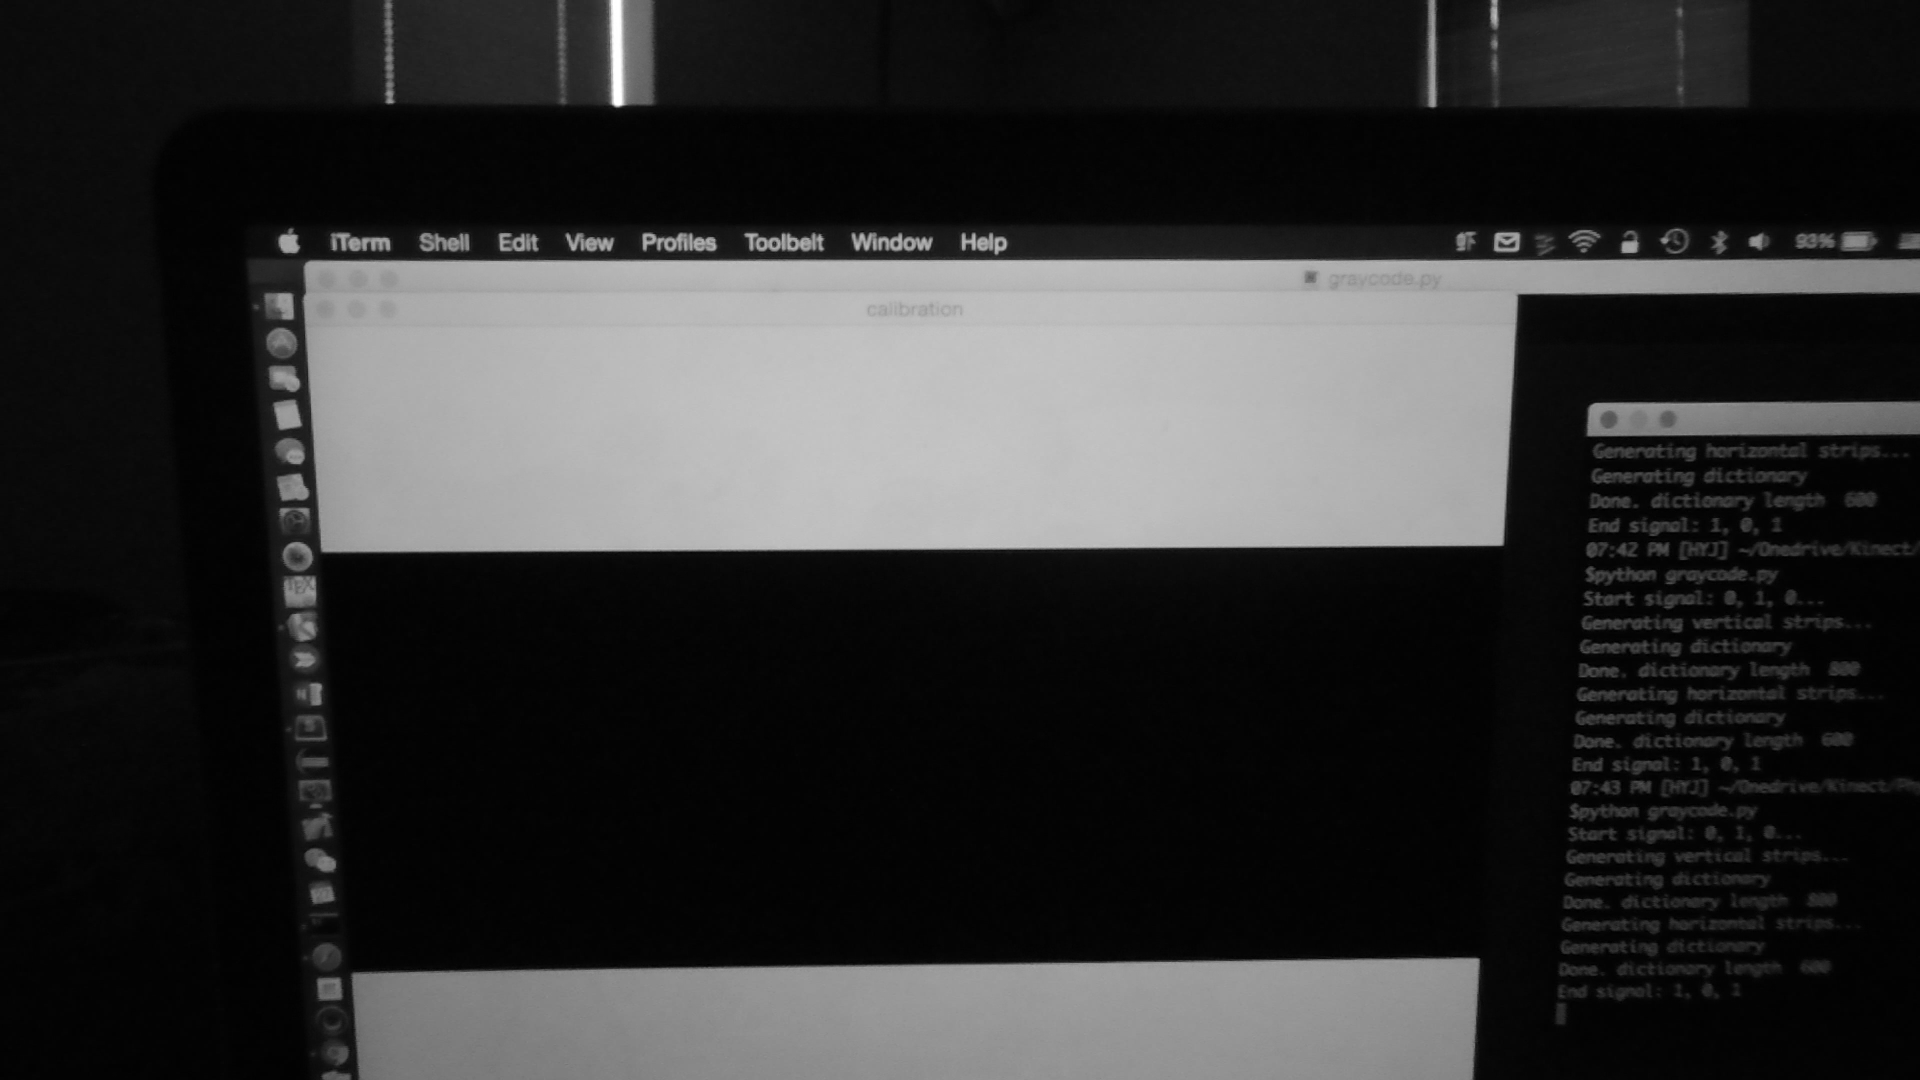 iTerm Shell Edit View Profiles Toolbelt Window Help 93%
graycode.py
calibration
Generating horizontal strips...
Generating dictionary
Done. dictionary length 600
End signal: 1, 0, 1
07:42 PM [HYJ] ~/Onedrive/Kinect/
$python graycode.py
Start signal: 0, 1, 0...
Generating vertical strips...
Generating dictionary
Done. dictionary length 800
Generating horizontal strips...
Generating dictionary
Done. dictionary length 600
End signal: 1, 0, 1
07:43 PM [HYJ] ~/Onedrive/Kinect/
$python graycode.py
Start signal: 0, 1, 0...
Generating vertical strips...
Generating dictionary
Done. dictionary length 800
Generating horizontal strips...
Generating dictionary
Done. dictionary length 600
End signal: 1, 0, 1